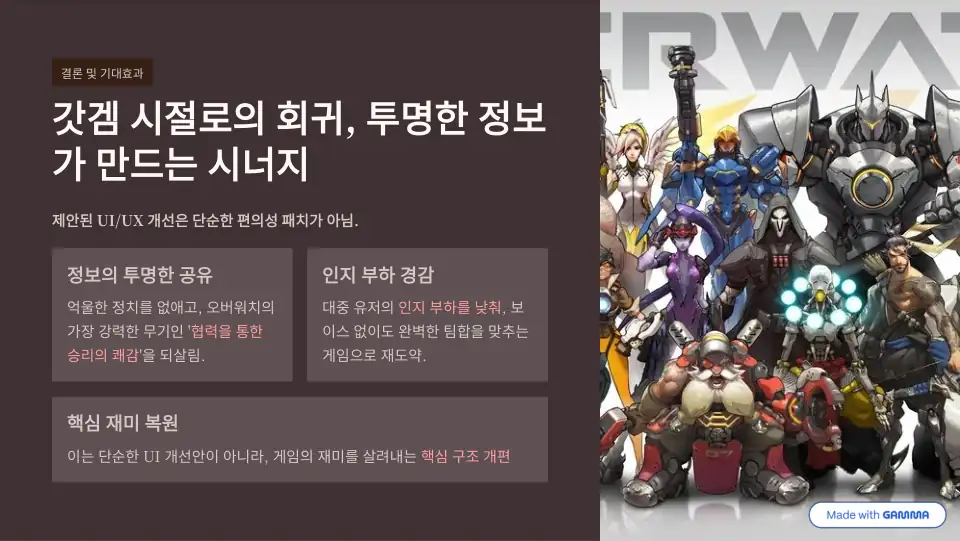 결론 및 기대효과
갓겜 시절로의 회귀, 투명한 정보
가 만드는 시너지
제안된 UI/UX 개선은 단순한 편의성 패치가 아님.
정보의 투명한 공유
억울한 정치를 없애고, 오버워치의
가장 강력한 무기인 '협력을 통한
승리의 쾌감'을 되살림.
인지 부하 경감
대중 유저의 인지 부하를 낮춰, 보
이스 없이도 완벽한 팀합을 맞추는
게임으로 재도약.
핵심 재미 복원
이는 단순한 UI 개선안이 아니라, 게임의 재미를 살려내는 핵심 구조 개편
ERWAT
Made with GAMMA